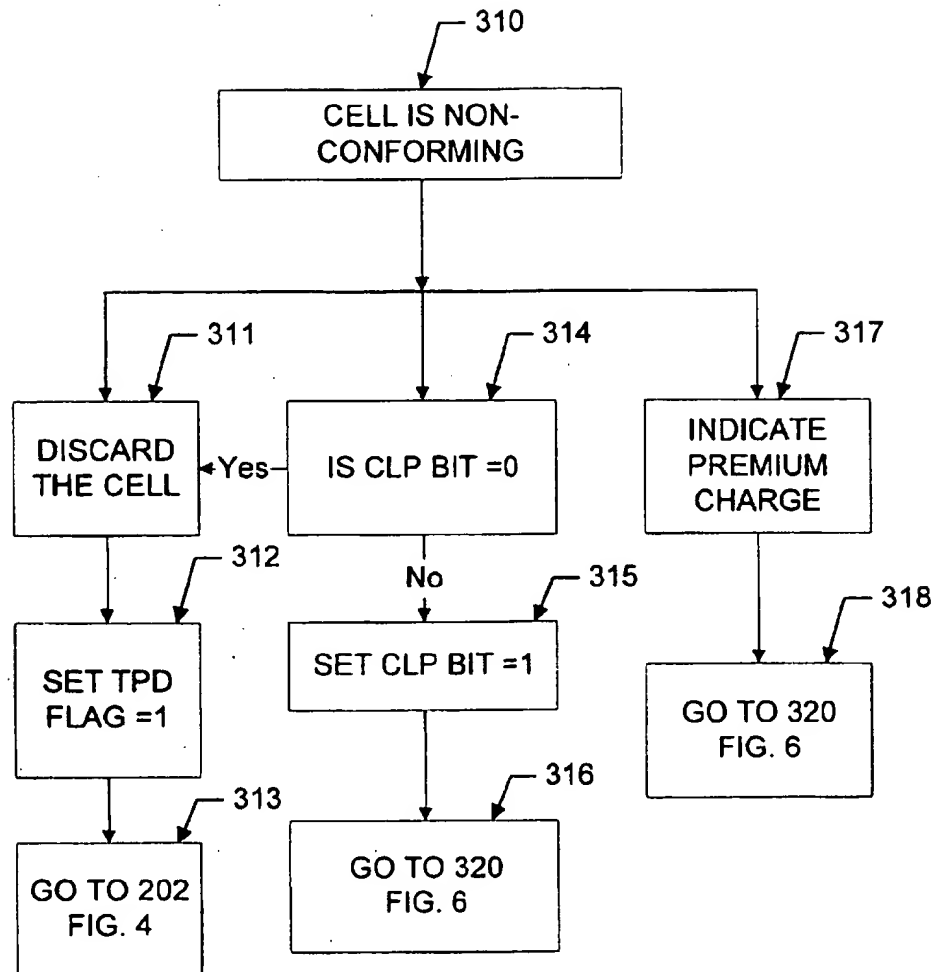 310
CELL IS NON-
CONFORMING
311
314
317
DISCARD
THE CELL
Yes
IS CLP BIT =0
INDICATE
PREMIUM
CHARGE
312
No
315
318
SET TPD
FLAG =1
SET CLP BIT =1
GO TO 320
FIG. 6
313
316
GO TO 202
FIG. 4
GO TO 320
FIG. 6